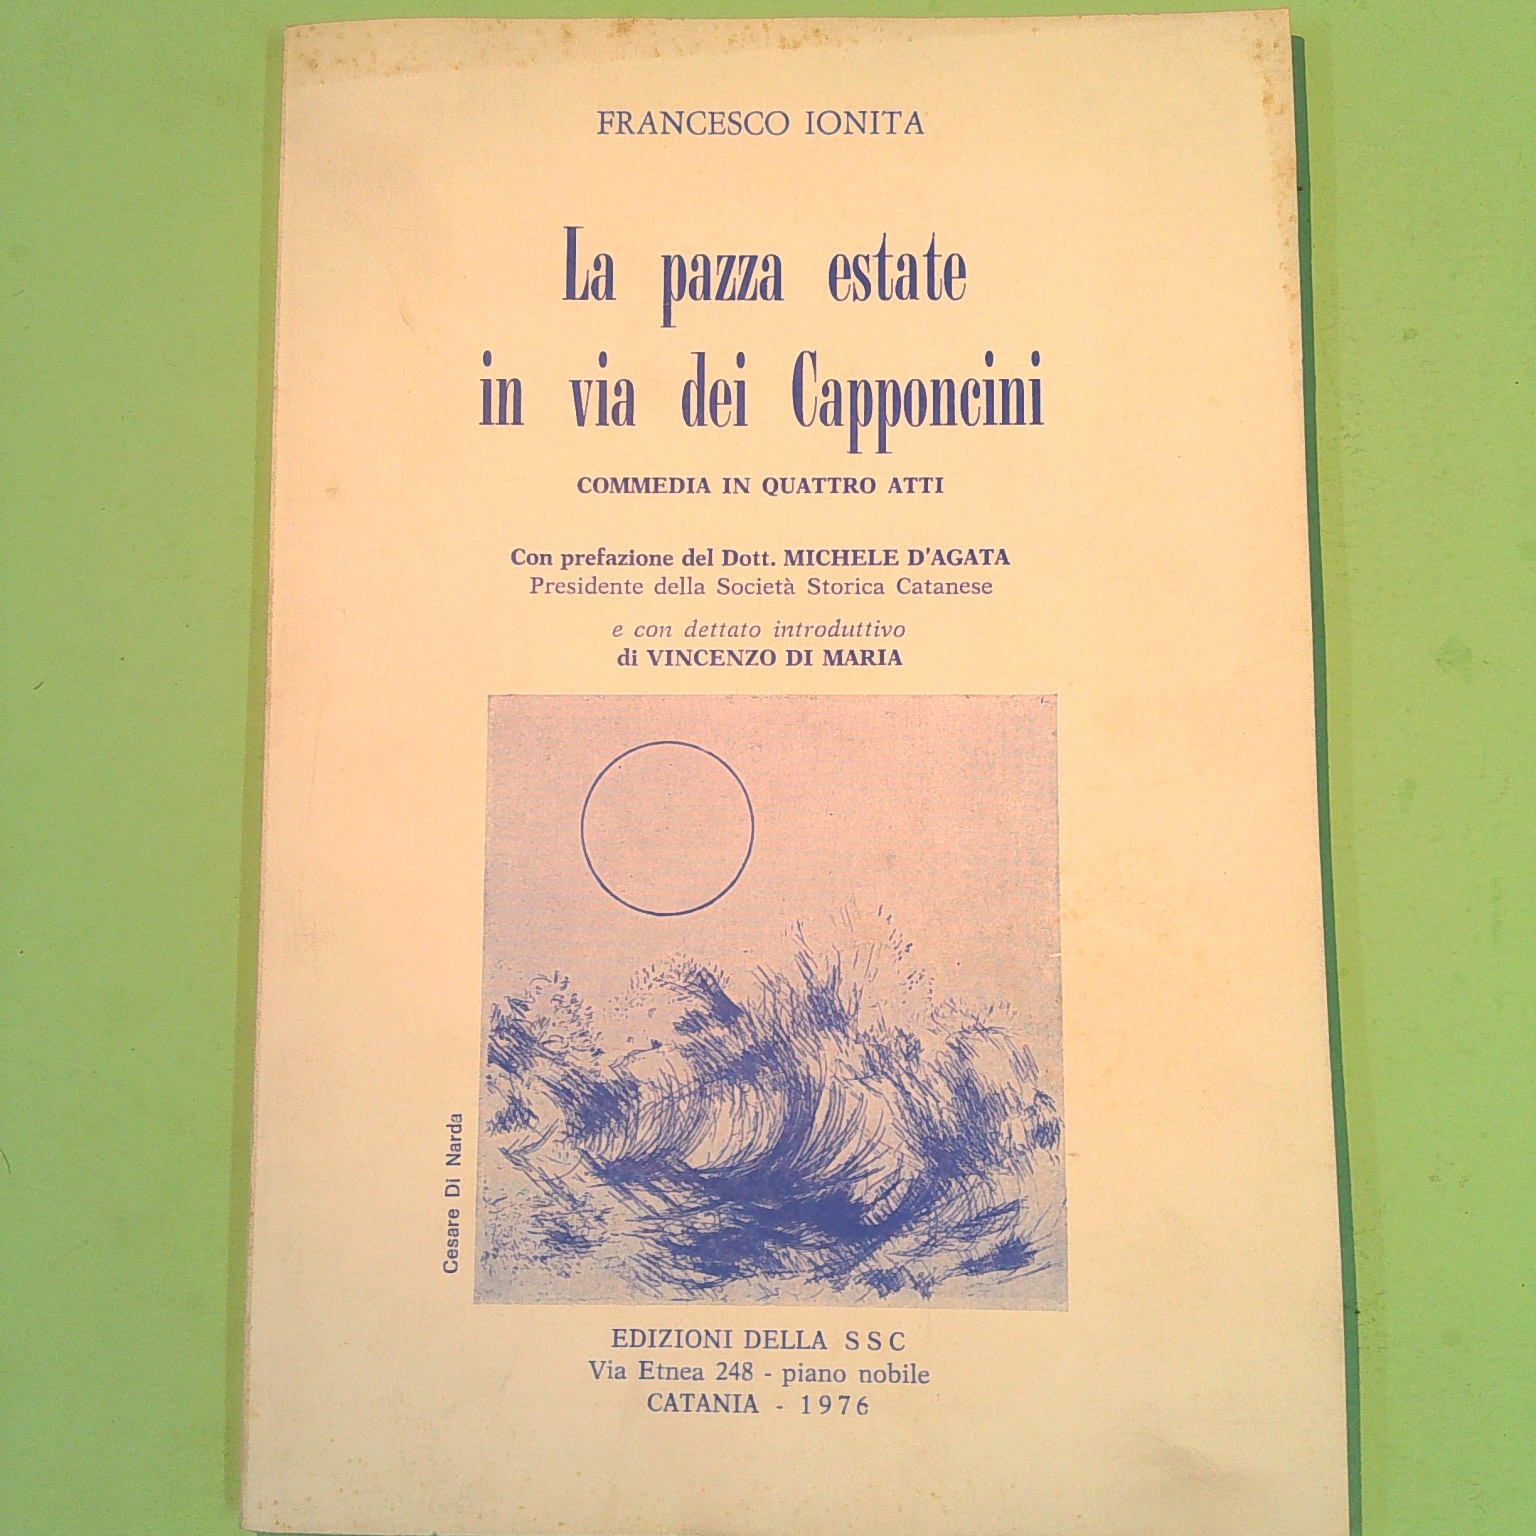 FRANCESCO IONITA
La pazza estate
in via dei Capponcini
COMMEDIA IN QUATTRO ATTI
Con prefazione del Dott. MICHELE D'AGATA
Presidente della Società Storica Catanese
e con dettato introduttivo
di VINCENZO DI MARIA
Cesare Di Narda
EDIZIONI DELLA SSC
Via Etnea 248 - piano nobile
CATANIA - 1976